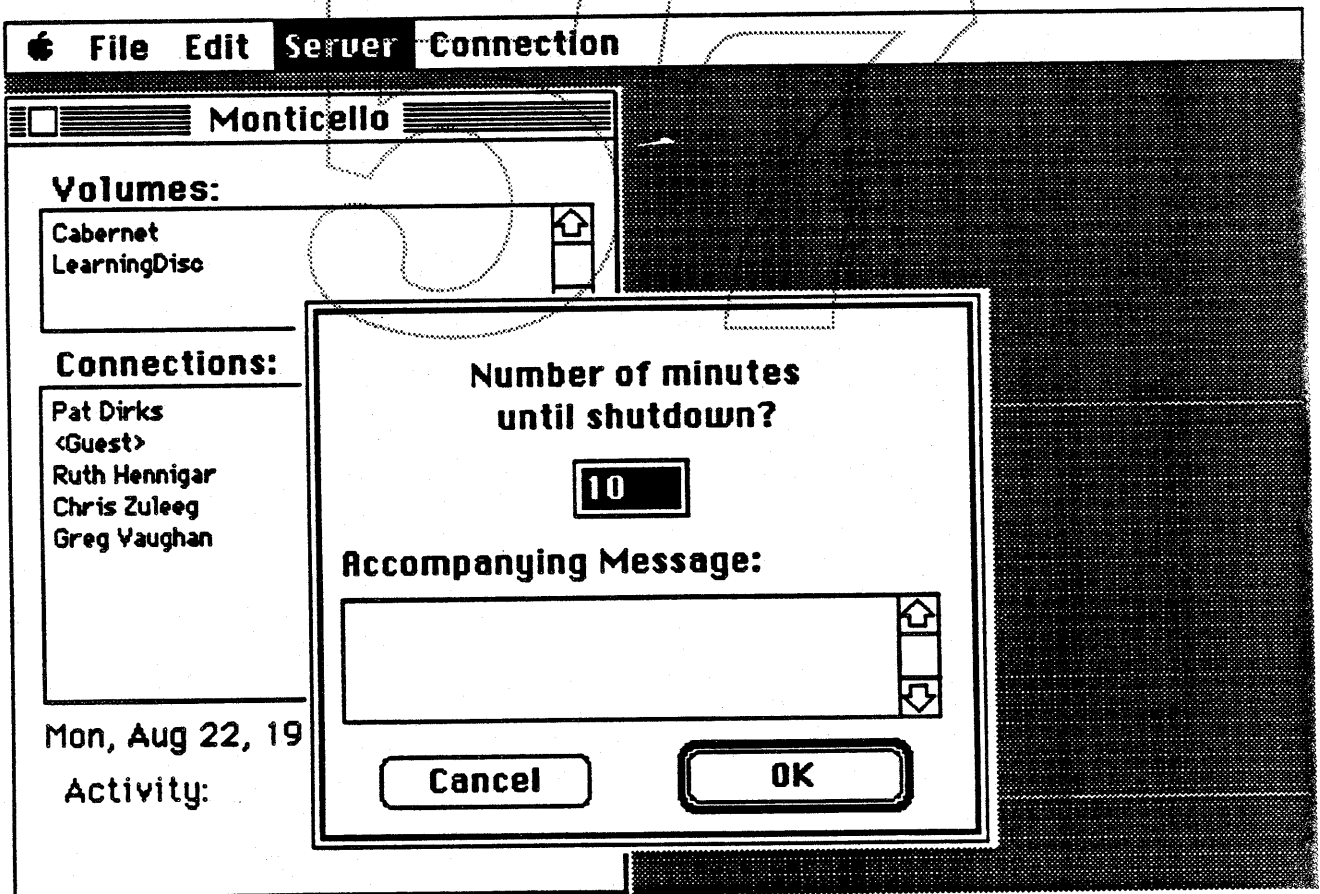 File Edit Server Connection
Monticello
Volumes:
Cabernet
LearningDisc
Connections:
Pat Dirks
<Guest>
Ruth Hennigar
Chris Zuleeg
Greg Vaughan
Mon, Aug 22, 19
Activity:
Number of minutes
until shutdown?
10
Accompanying Message:
Cancel
OK